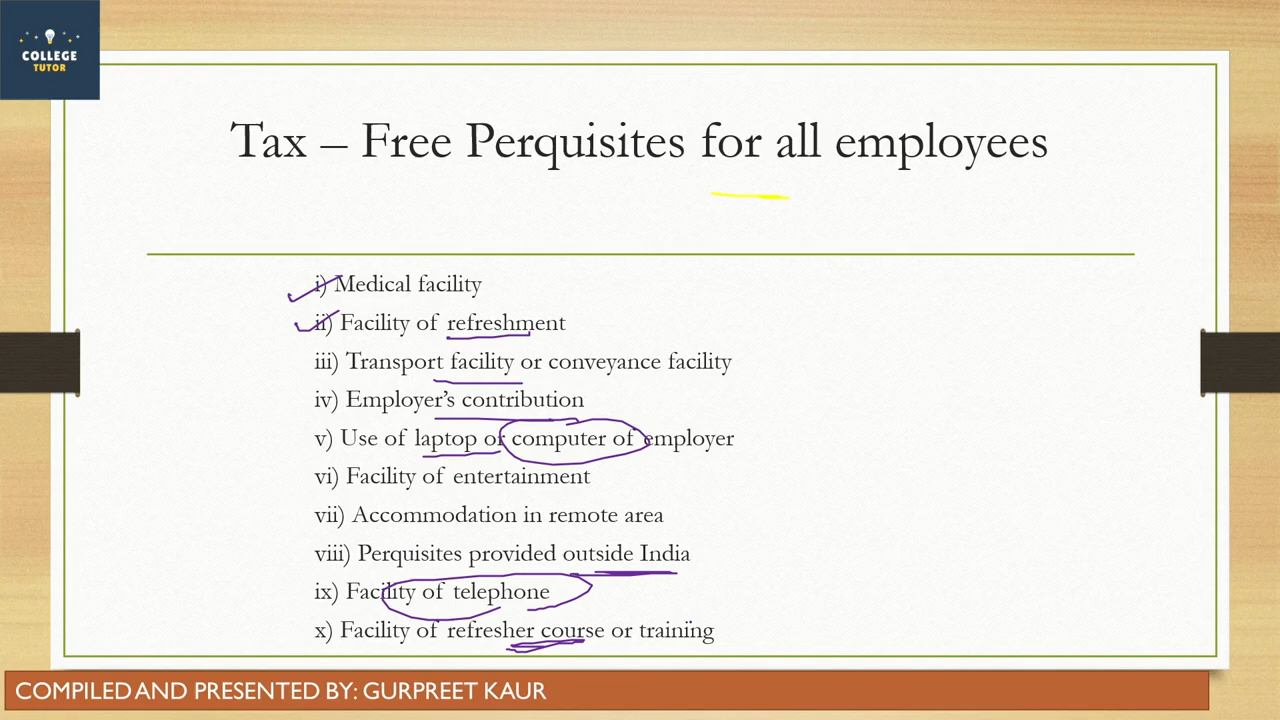 COLLEGE
TUTOR
Tax – Free Perquisites for all employees
i) Medical facility
ii) Facility of refreshment
iii) Transport facility or conveyance facility
iv) Employer’s contribution
v) Use of laptop or computer of employer
vi) Facility of entertainment
vii) Accommodation in remote area
viii) Perquisites provided outside India
ix) Facility of telephone
x) Facility of refresher course or training
COMPILED AND PRESENTED BY: GURPREET KAUR